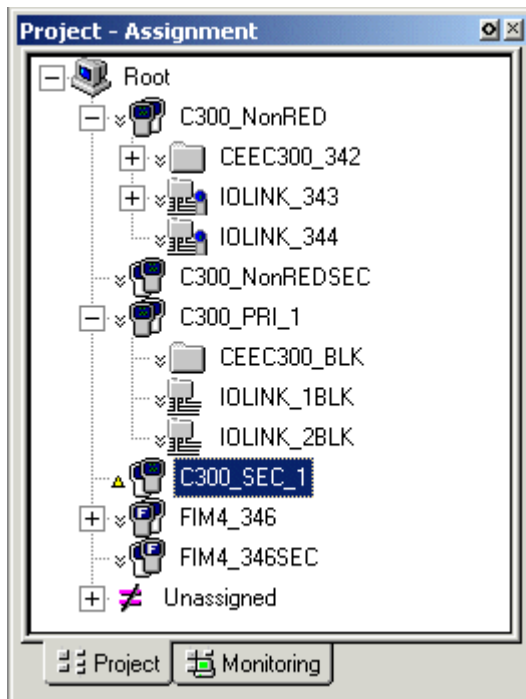 Project - Assignment
Root
C300_NonRED
CEEC300_342
IOLINK_343
IOLINK_344
C300_NonREDSEC
C300_PRI_1
CEEC300_BLK
IOLINK_1BLK
IOLINK_2BLK
C300_SEC_1
FIM4_346
FIM4_346SEC
Unassigned
Project Monitoring